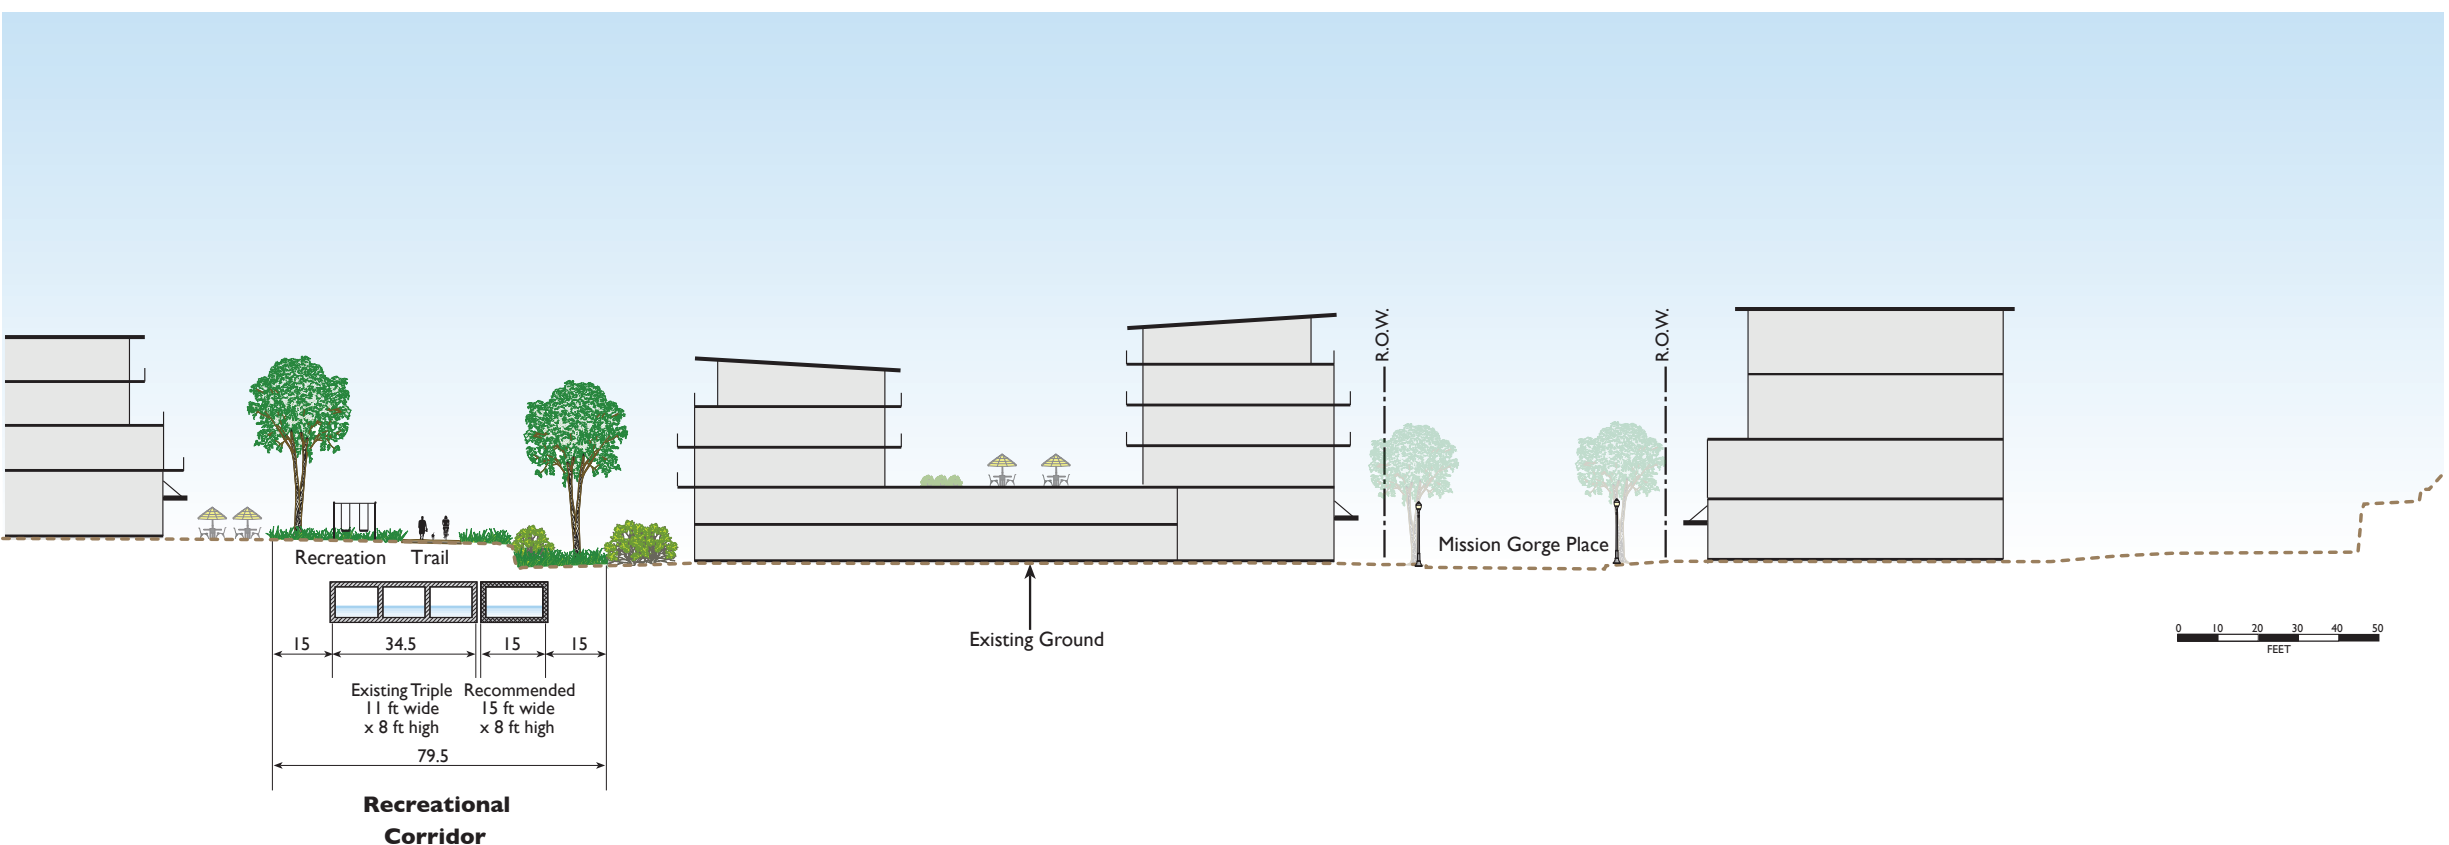 R.O.W.
R.O.W.
Mission Gorge Place
Recreation Trail
Existing Ground
0 10 20 30 40 50
FEET
15 34.5 15 15
Existing Triple
11 ft wide
x 8 ft high
Recommended
15 ft wide
x 8 ft high
79.5
Recreational
Corridor